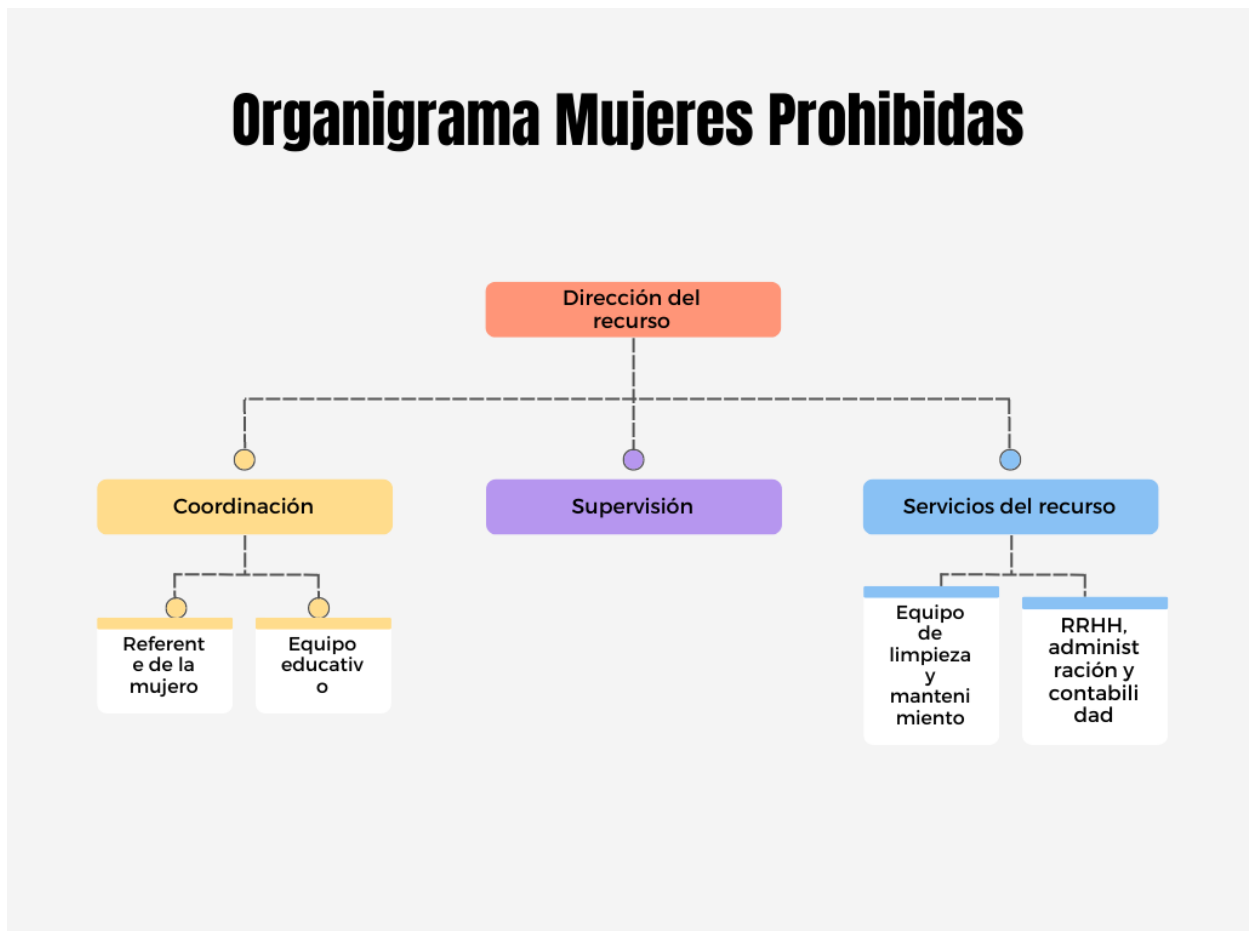 Organigrama Mujeres Prohibidas
Dirección del
recurso
Coordinación
Supervisión
Servicios del recurso
Referent
e de la
mujero
Equipo
educativ
o
Equipo
de
limpieza
y
manteni
miento
RRHH,
administ
ración y
contabili
dad